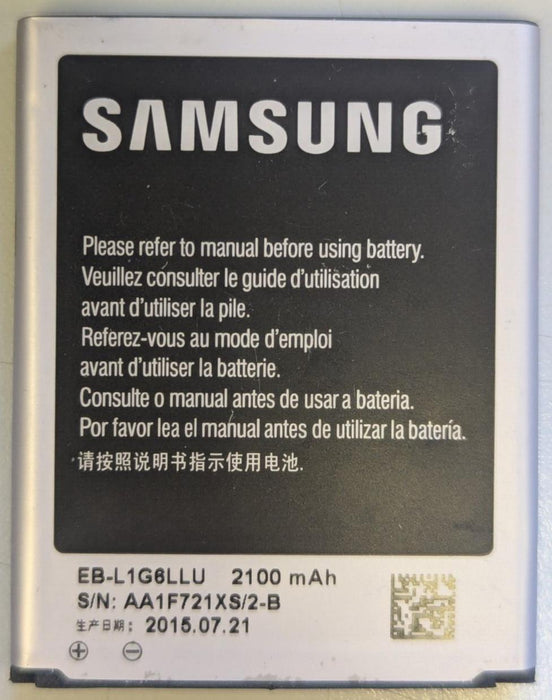 SAMSUNG
Please refer to manual before using battery.
Veuillez consulter le guide d'utilisation
avant d'utiliser la pile.
Referez-vous au mode d'emploi
avant d'utiliser la batterie.
Consulte o manual antes de usar a bateria.
Por favor lea el manual antes de utilizar la batería.
请按照说明书指示使用电池.
EB-L1G6LLU 2100 mAh
S/N: AA1F721XS/2-B
生产日期: 2015.07.21
+ −